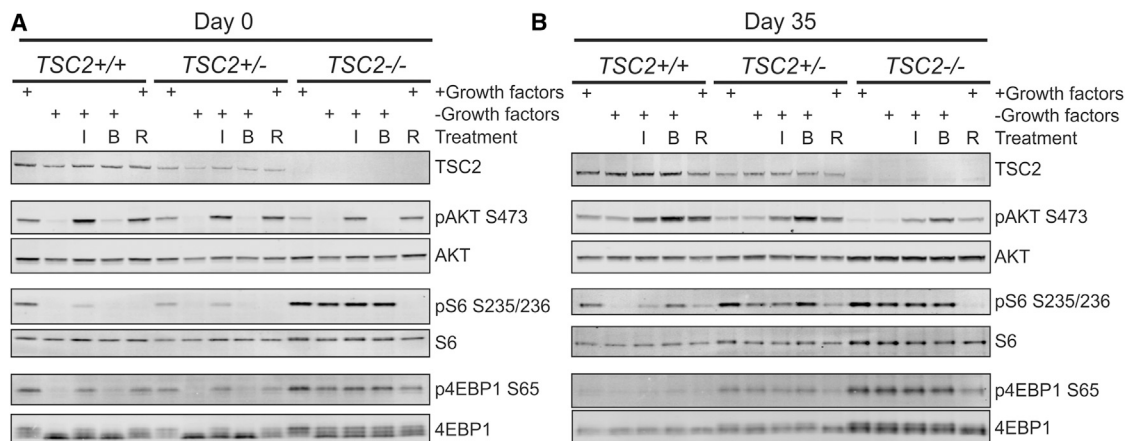 A
Day 0
TSC2+/+ TSC2+/- TSC2-/-
+ + + + + + +Growth factors
+ + + + + + + + + -Growth factors
I B R I B R I B R Treatment
TSC2
pAKT S473
AKT
pS6 S235/236
S6
p4EBP1 S65
4EBP1
B
Day 35
TSC2+/+ TSC2+/- TSC2-/-
+ + + + + + +Growth factors
+ + + + + + + + + -Growth factors
I B R I B R I B R Treatment
TSC2
pAKT S473
AKT
pS6 S235/236
S6
p4EBP1 S65
4EBP1